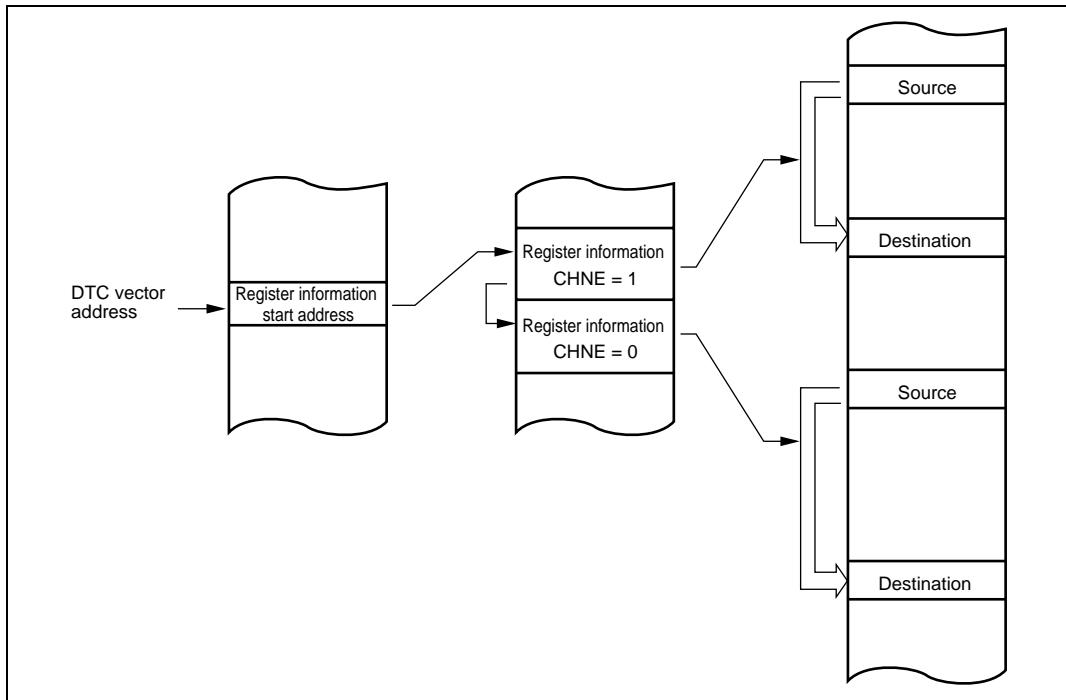 DTC vector
address
Register information
start address
Register information
CHNE = 1
Register information
CHNE = 0
Source
Destination
Source
Destination